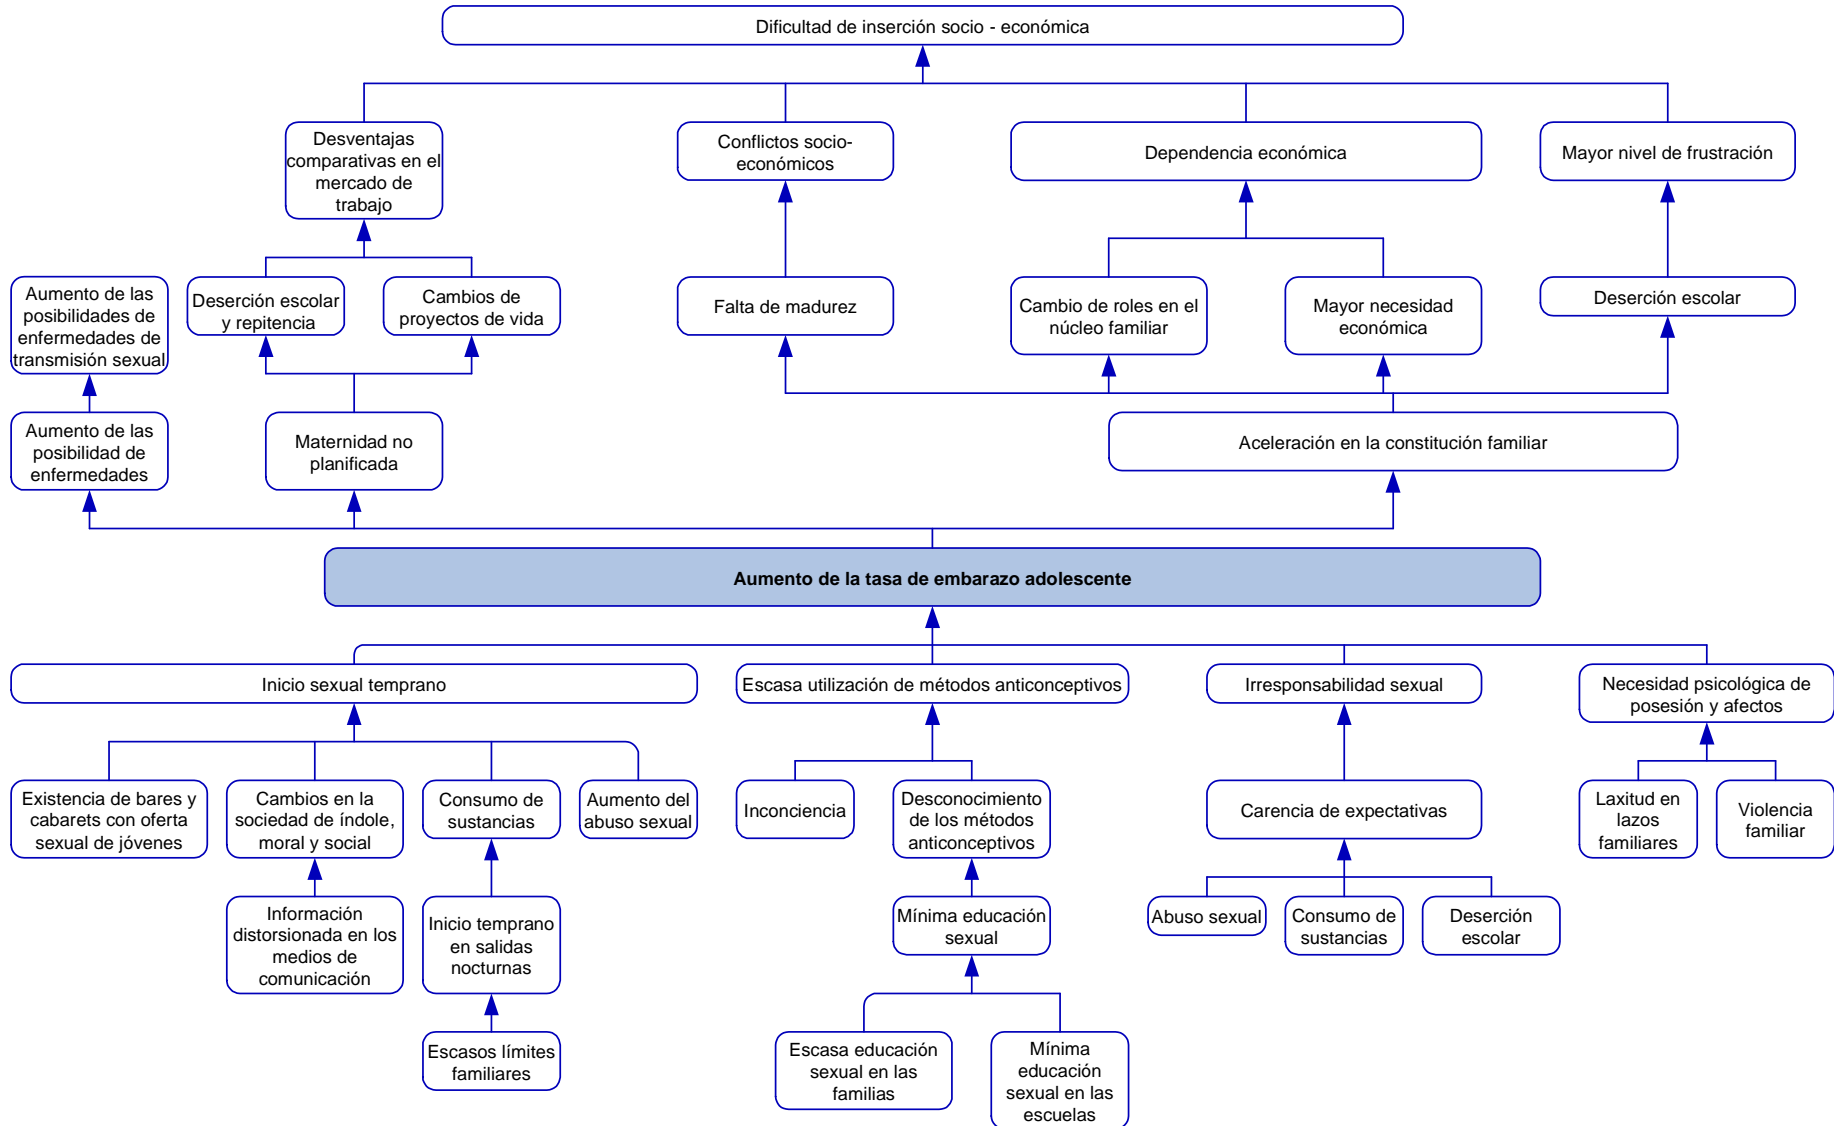 Dificultad de inserción socio - económica
Desventajas
comparativas en el
mercado de
trabajo
Conflictos socio-
económicos
Dependencia económica
Mayor nivel de frustración
Aumento de las
posibilidades de
enfermedades de
transmisión sexual
Deserción escolar
y repitencia
Cambios de
proyectos de vida
Falta de madurez
Cambio de roles en el
núcleo familiar
Mayor necesidad
económica
Deserción escolar
Aumento de las
posibilidad de
enfermedades
Maternidad no
planificada
Aceleración en la constitución familiar
Aumento de la tasa de embarazo adolescente
Inicio sexual temprano
Escasa utilización de métodos anticonceptivos
Irresponsabilidad sexual
Necesidad psicológica de
posesión y afectos
Existencia de bares y
cabarets con oferta
sexual de jóvenes
Cambios en la
sociedad de índole,
moral y social
Consumo de
sustancias
Aumento del
abuso sexual
Inconciencia
Desconocimiento
de los métodos
anticonceptivos
Carencia de expectativas
Laxitud en
lazos
familiares
Violencia
familiar
Información
distorsionada en los
medios de
comunicación
Inicio temprano
en salidas
nocturnas
Mínima educación
sexual
Abuso sexual
Consumo de
sustancias
Deserción
escolar
Escasos límites
familiares
Escasa educación
sexual en las
familias
Mínima
educación
sexual en las
escuelas